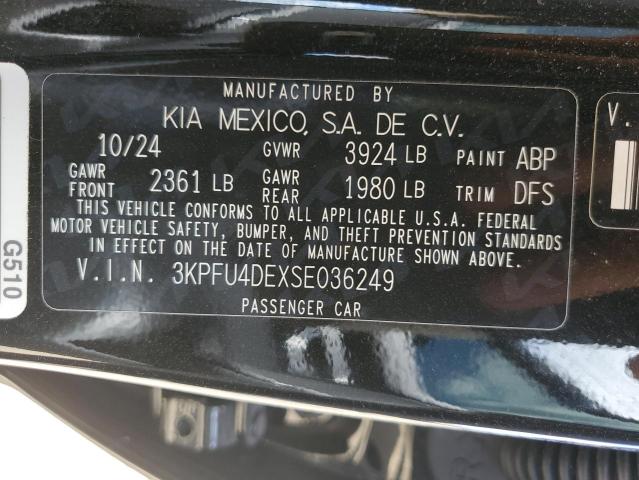 MANUFACTURED BY
KIA MEXICO, S.A. DE C.V.
10/24 GVWR 3924 LB PAINT ABP
GAWR FRONT 2361 LB GAWR REAR 1980 LB TRIM DFS
THIS VEHICLE CONFORMS TO ALL APPLICABLE U.S.A. FEDERAL
MOTOR VEHICLE SAFETY, BUMPER, AND THEFT PREVENTION STANDARDS
IN EFFECT ON THE DATE OF MANUFACTURE SHOWN ABOVE.
V.I.N. 3KPFU4DEXSE036249
PASSENGER CAR
G510
V.